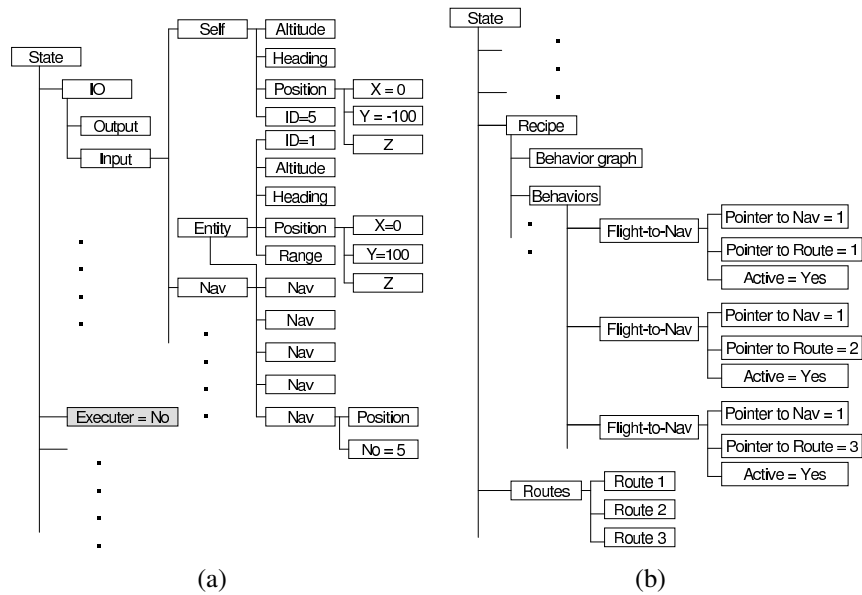 State
IO
Output
Input
Self
Altitude
Heading
Position
X = 0
Y = -100
Z
ID=5
ID=1
Altitude
Heading
Entity
Position
X=0
Y=100
Z
Range
Nav
Nav
Nav
Nav
Nav
Nav
Position
No = 5
Executer = No
(a)
State
Recipe
Behavior graph
Behaviors
Flight-to-Nav
Pointer to Nav = 1
Pointer to Route = 1
Active = Yes
Flight-to-Nav
Pointer to Nav = 1
Pointer to Route = 2
Active = Yes
Flight-to-Nav
Pointer to Nav = 1
Pointer to Route = 3
Active = Yes
Routes
Route 1
Route 2
Route 3
(b)